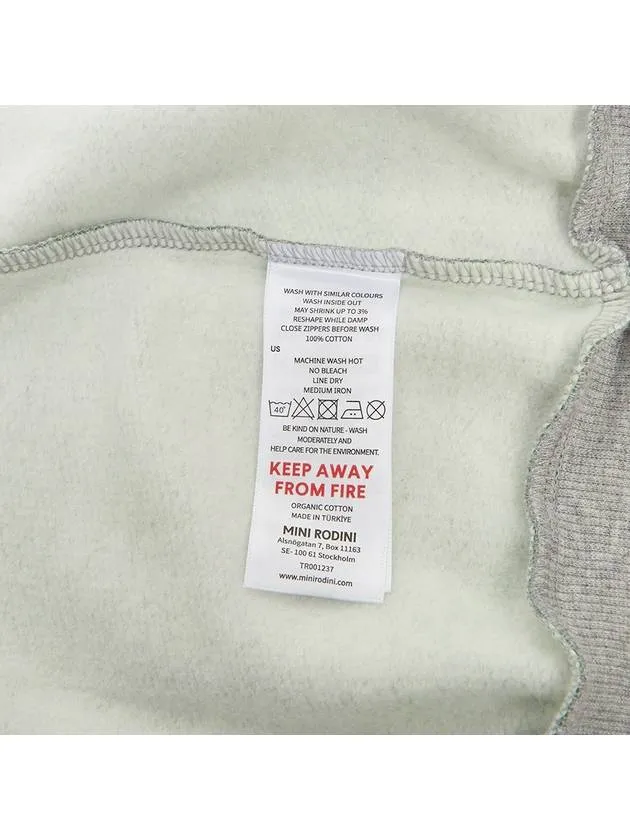 WASH WITH SIMILAR COLOURS
WASH INSIDE OUT
MAY SHRINK UP TO 3%
RESHAPE WHILE DAMP
CLOSE ZIPPERS BEFORE WASH
100% COTTON
US
MACHINE WASH HOT
NO BLEACH
LINE DRY
MEDIUM IRON
40°
BE KIND ON NATURE - WASH
MODERATELY AND
HELP CARE FOR THE ENVIRONMENT.
KEEP AWAY
FROM FIRE
ORGANIC COTTON
MADE IN TÜRKİYE
MINI RODINI
Alsnögatan 7, Box 11163
SE- 100 61 Stockholm
TR001237
www.minirodini.com